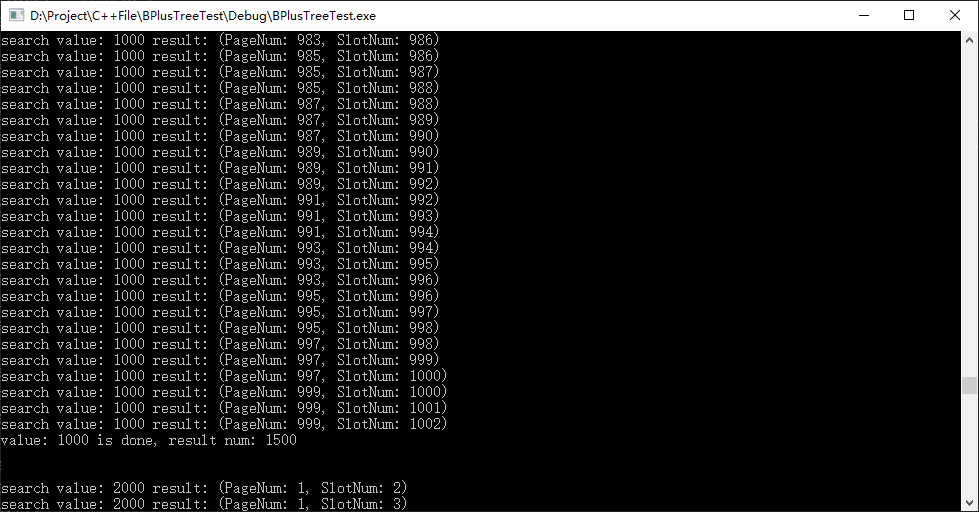 D:\Project\C++File\BPlusTreeTest\Debug\BPlusTreeTest.exe
search value: 1000 result: (PageNum: 983, SlotNum: 986)
search value: 1000 result: (PageNum: 985, SlotNum: 986)
search value: 1000 result: (PageNum: 985, SlotNum: 987)
search value: 1000 result: (PageNum: 985, SlotNum: 988)
search value: 1000 result: (PageNum: 987, SlotNum: 988)
search value: 1000 result: (PageNum: 987, SlotNum: 989)
search value: 1000 result: (PageNum: 987, SlotNum: 990)
search value: 1000 result: (PageNum: 989, SlotNum: 990)
search value: 1000 result: (PageNum: 989, SlotNum: 991)
search value: 1000 result: (PageNum: 989, SlotNum: 992)
search value: 1000 result: (PageNum: 991, SlotNum: 992)
search value: 1000 result: (PageNum: 991, SlotNum: 993)
search value: 1000 result: (PageNum: 991, SlotNum: 994)
search value: 1000 result: (PageNum: 993, SlotNum: 994)
search value: 1000 result: (PageNum: 993, SlotNum: 995)
search value: 1000 result: (PageNum: 993, SlotNum: 996)
search value: 1000 result: (PageNum: 995, SlotNum: 996)
search value: 1000 result: (PageNum: 995, SlotNum: 997)
search value: 1000 result: (PageNum: 995, SlotNum: 998)
search value: 1000 result: (PageNum: 997, SlotNum: 998)
search value: 1000 result: (PageNum: 997, SlotNum: 999)
search value: 1000 result: (PageNum: 997, SlotNum: 1000)
search value: 1000 result: (PageNum: 999, SlotNum: 1000)
search value: 1000 result: (PageNum: 999, SlotNum: 1001)
search value: 1000 result: (PageNum: 999, SlotNum: 1002)
value: 1000 is done, result num: 1500
search value: 2000 result: (PageNum: 1, SlotNum: 2)
search value: 2000 result: (PageNum: 1, SlotNum: 3)